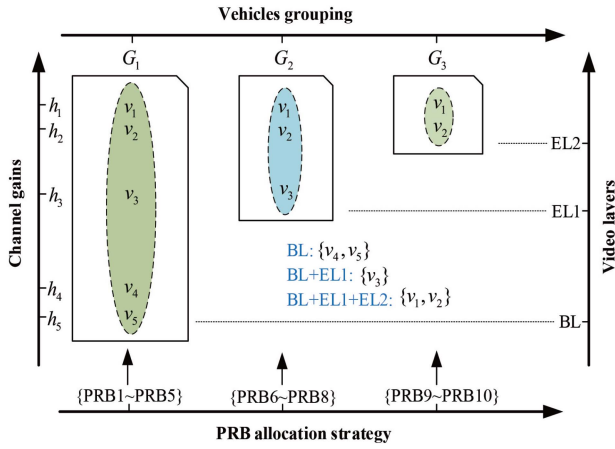 Vehicles grouping
G1 G2 G3
h1 v1 v1 v1
h2 v2 v2 v2
EL2
h3 v3 v3
EL1
BL: {v4, v5}
BL+EL1: {v3}
h4 v4 BL+EL1+EL2: {v1, v2}
h5 v5 BL
Channel gains
Video layers
{PRB1~PRB5} {PRB6~PRB8} {PRB9~PRB10}
PRB allocation strategy